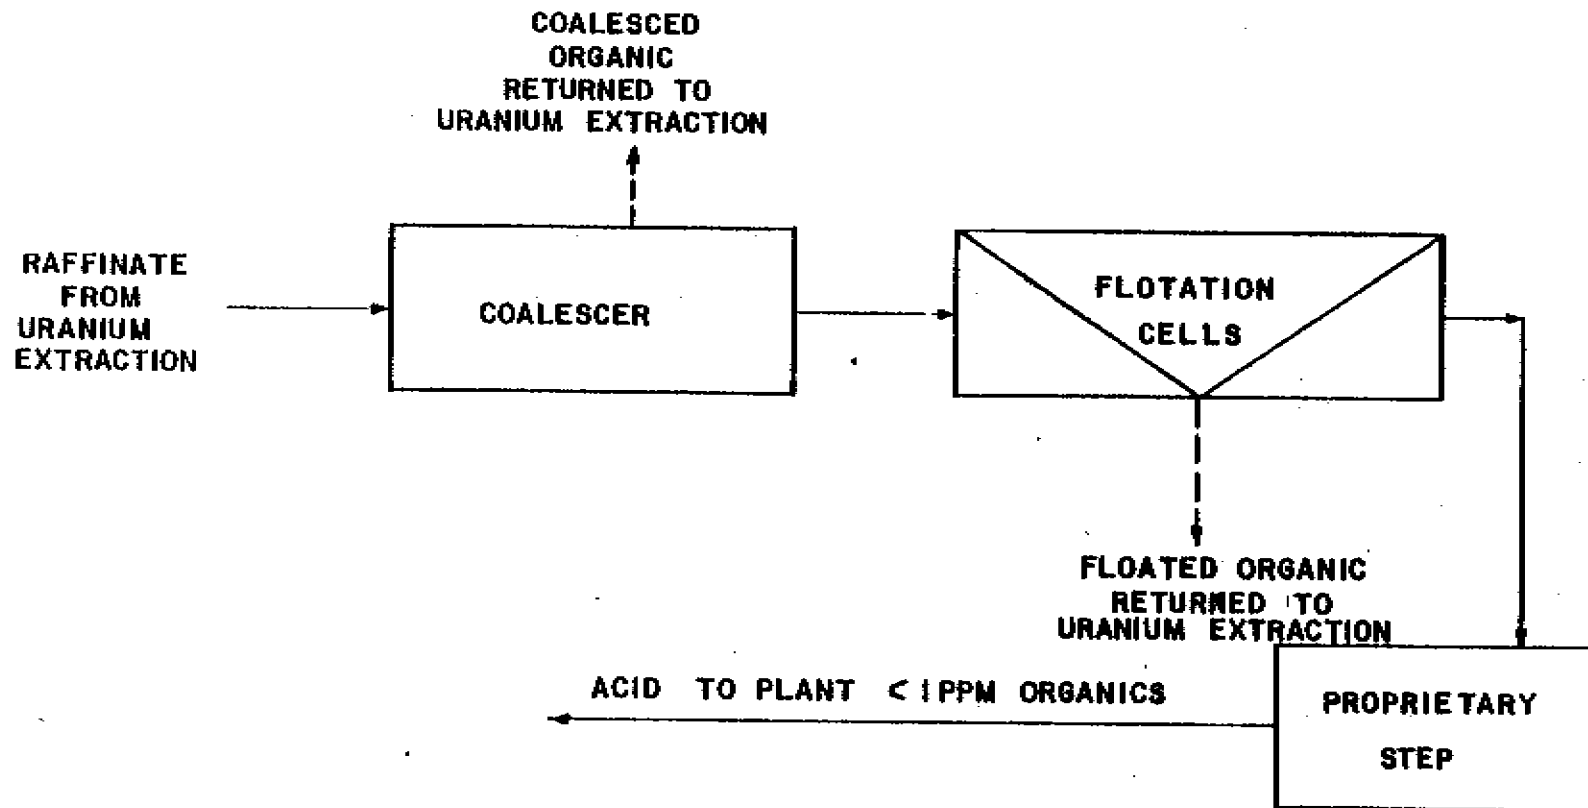 COALESCED
ORGANIC
RETURNED TO
URANIUM EXTRACTION
RAFFINATE
FROM
URANIUM
EXTRACTION
COALESCER
FLOTATION
CELLS
FLOATED ORGANIC
RETURNED TO
URANIUM EXTRACTION
ACID TO PLANT < 1 PPM ORGANICS
PROPRIETARY
STEP